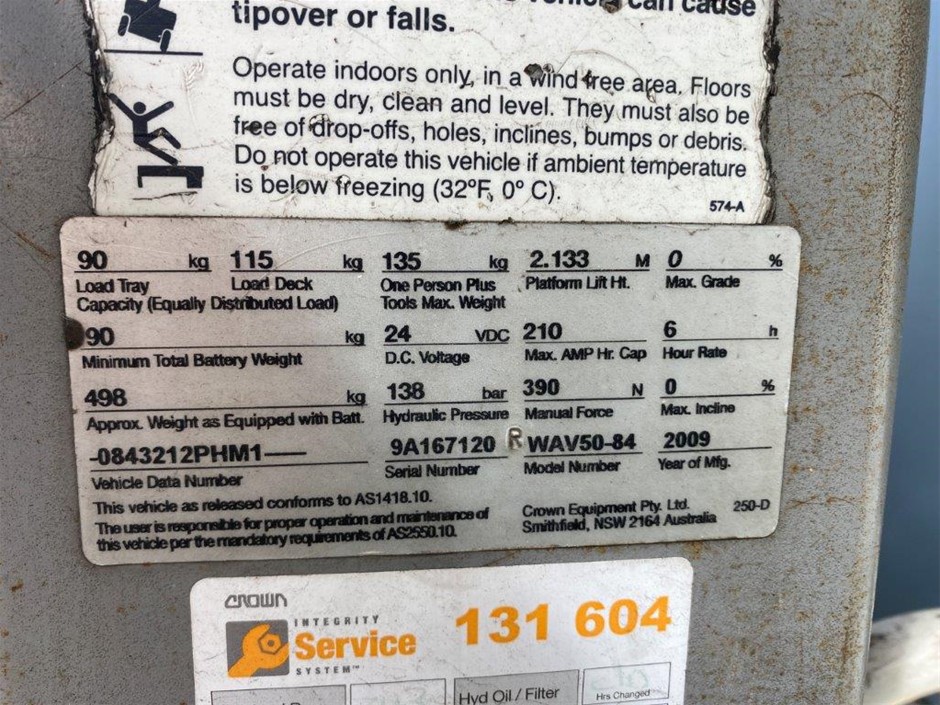 can cause
tipover or falls.
Operate indoors only, in a wind free area. Floors
must be dry, clean and level. They must also be
free of drop-offs, holes, inclines, bumps or debris.
Do not operate this vehicle if ambient temperature
is below freezing (32°F, 0° C).
574-A
90 kg 115 kg 135 kg 2.133 M 0 %
Load Tray Load Deck One Person Plus Platform Lift Ht. Max. Grade
Capacity (Equally Distributed Load) Tools Max. Weight
90 kg 24 VDC 210 6 h
Minimum Total Battery Weight D.C. Voltage Max. AMP Hr. Cap Hour Rate
498 kg 138 bar 390 N 0 %
Approx. Weight as Equipped with Batt. Hydraulic Pressure Manual Force Max. Incline
-0843212PHM1-— 9A167120 R WAV50-84 2009
Vehicle Data Number Serial Number Model Number Year of Mfg.
This vehicle as released conforms to AS1418.10.
The user is responsible for proper operation and maintenance of
this vehicle per the mandatory requirements of AS2550.10.
Crown Equipment Pty. Ltd. 250-D
Smithfield, NSW 2164 Australia
CROWN
INTEGRITY
Service
SYSTEM™
131 604
Hyd Oil / Filter
Hrs Changed